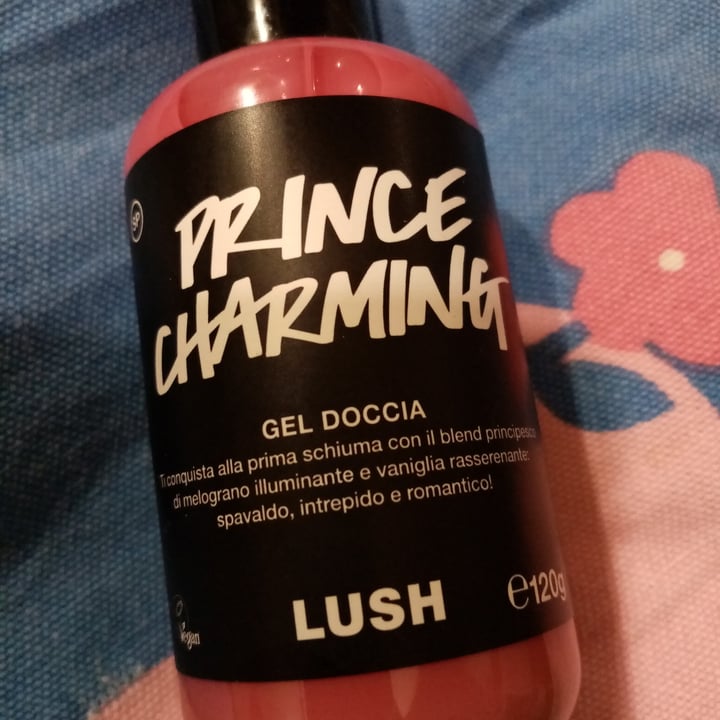 SP
PRINCE
CHARMING
GEL DOCCIA
Ti conquista alla prima schiuma con il blend principesco
di melograno illuminante e vaniglia rasserenante:
spavaldo, intrepido e romantico!
Vegan
LUSH
℮120g